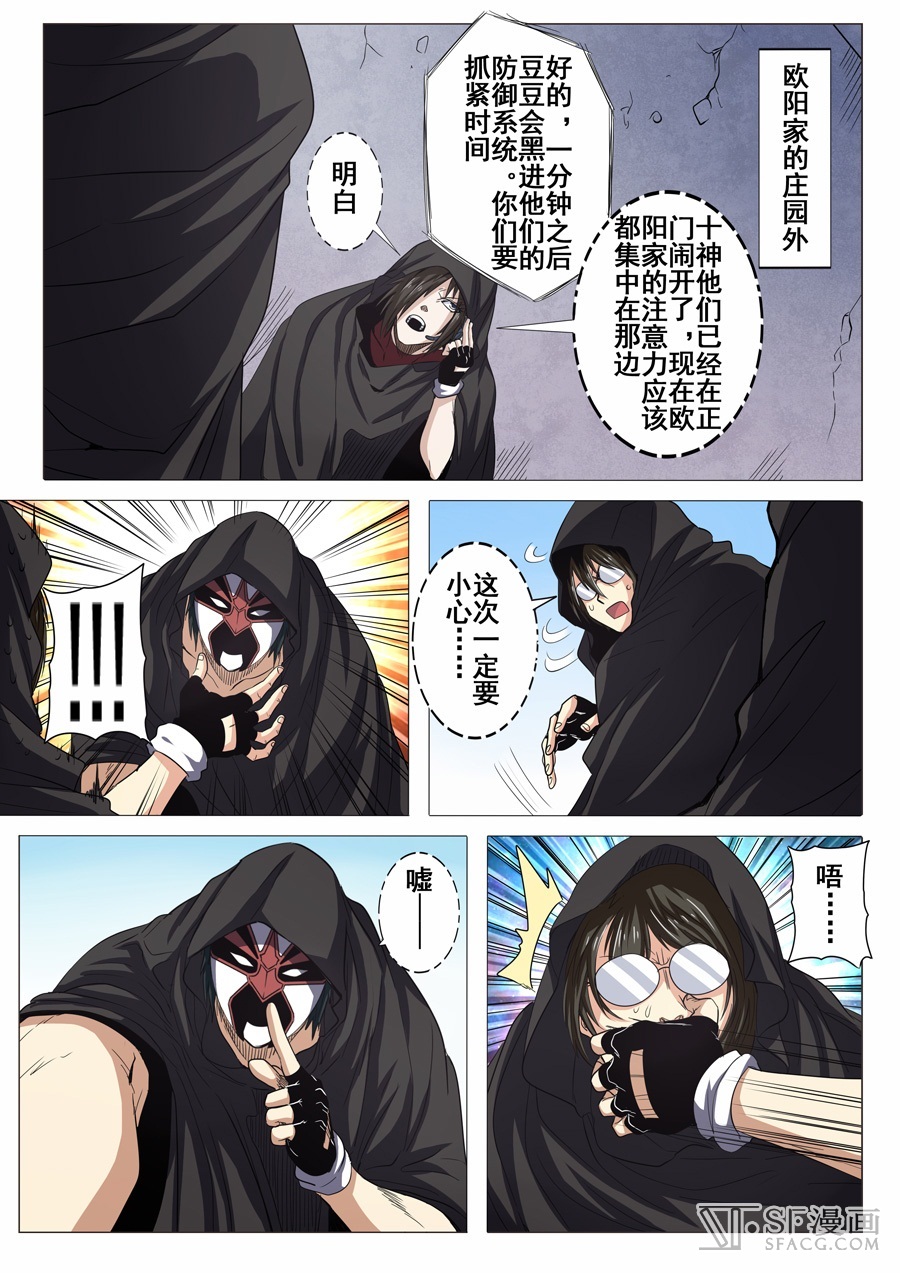 欧阳家的庄园外
十神他们已经在正
门闹开了，现在欧
阳家的注意力应该
都集中在那边
好的，一分钟之后
豆豆会黑进他们的
防御系统。你们要
抓紧时间
明白
这次一定要
小心……
！！！
唔……
嘘——
SF漫画
SFACG.COM